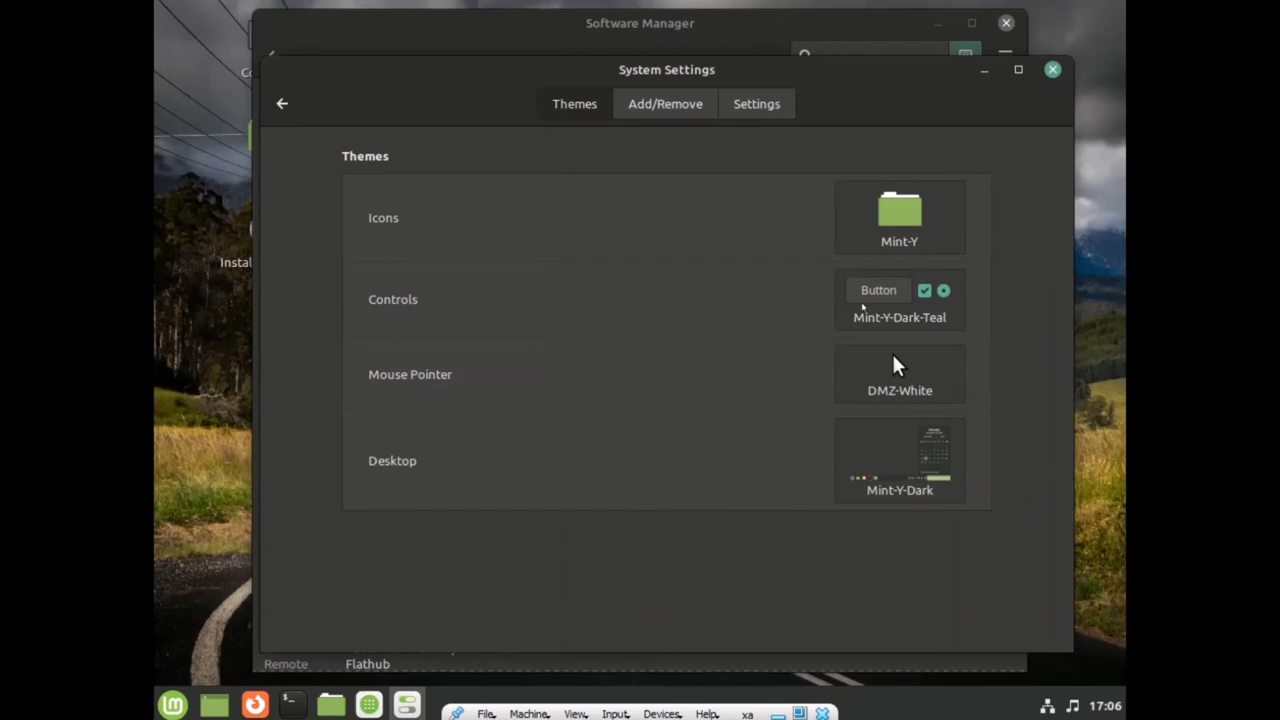 Software Manager
System Settings
Themes Add/Remove Settings
Themes
Icons
Mint-Y
Controls
Button
Mint-Y-Dark-Teal
Mouse Pointer
DMZ-White
Desktop
Mint-Y-Dark
Instal
Remote Flathub
17:06
File Machine View Input Devices Help xa